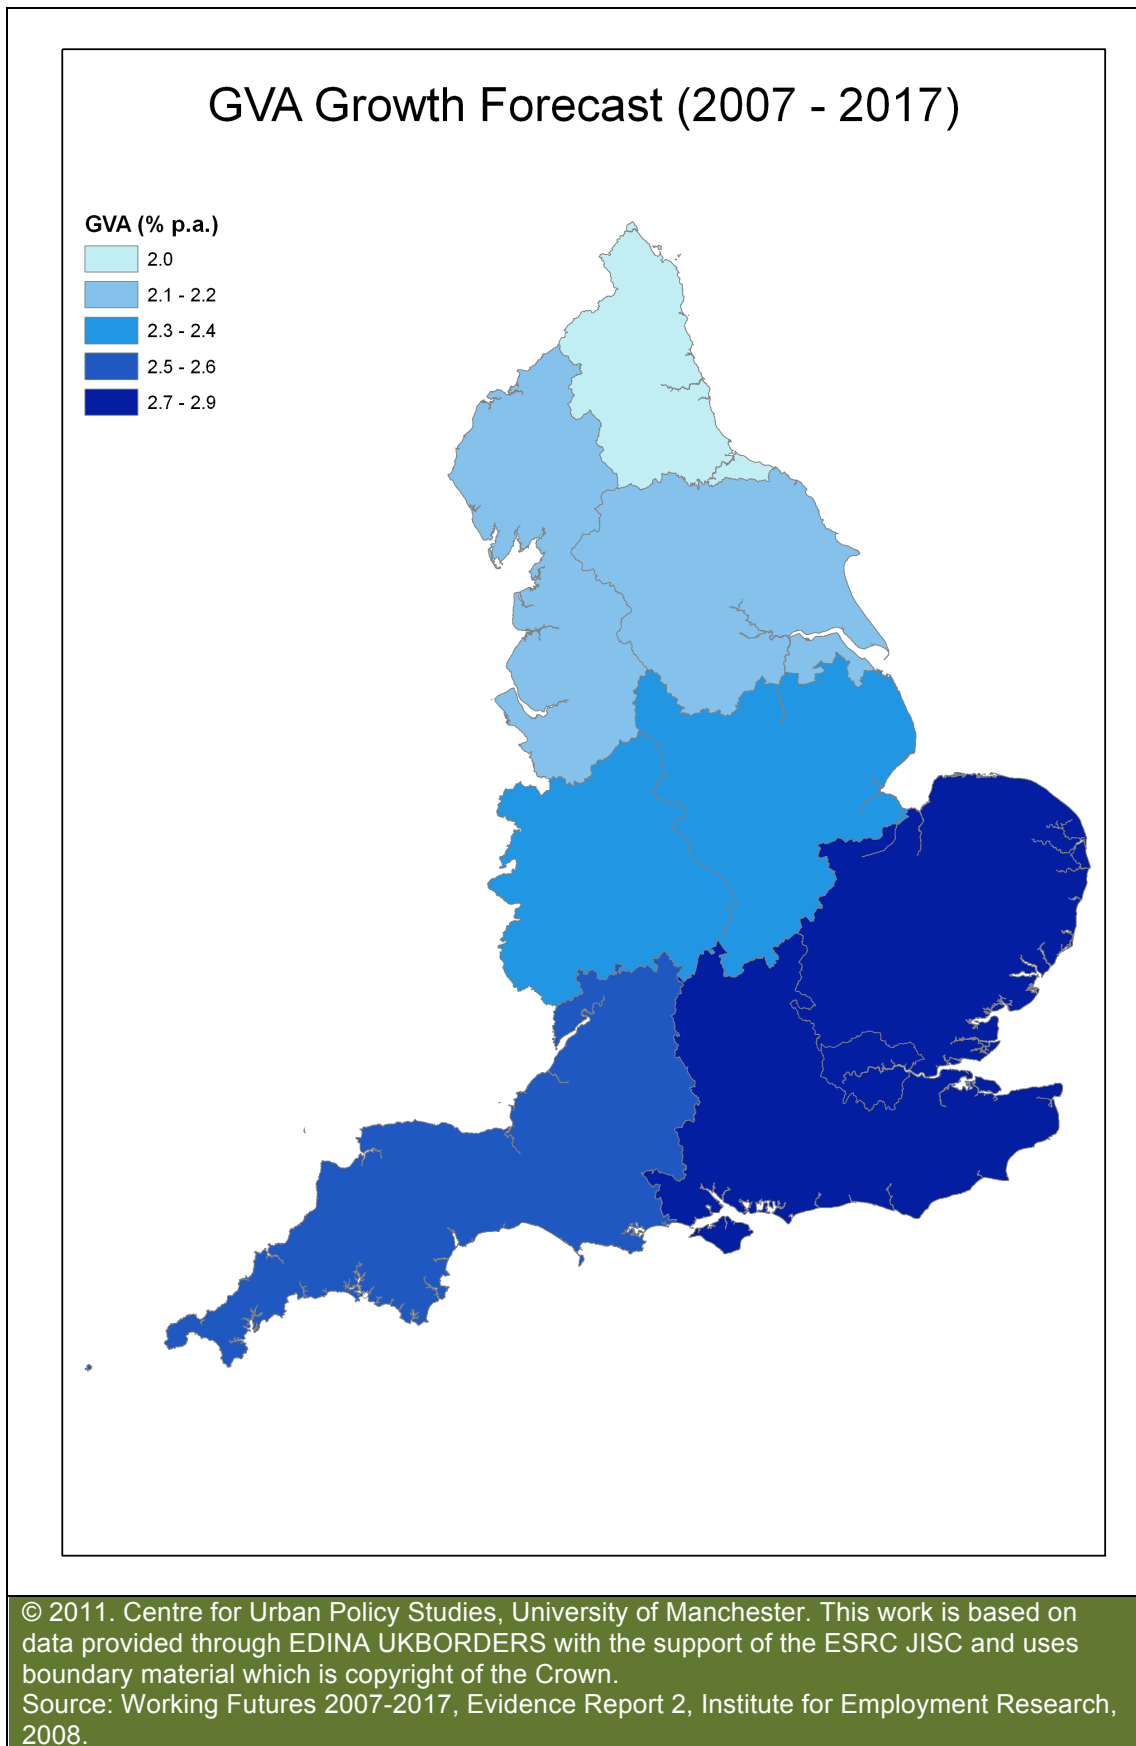 GVA Growth Forecast (2007 - 2017)
GVA (% p.a.)
2.0
2.1 - 2.2
2.3 - 2.4
2.5 - 2.6
2.7 - 2.9
© 2011. Centre for Urban Policy Studies, University of Manchester. This work is based on
data provided through EDINA UKBORDERS with the support of the ESRC JISC and uses
boundary material which is copyright of the Crown.
Source: Working Futures 2007-2017, Evidence Report 2, Institute for Employment Research,
2008.